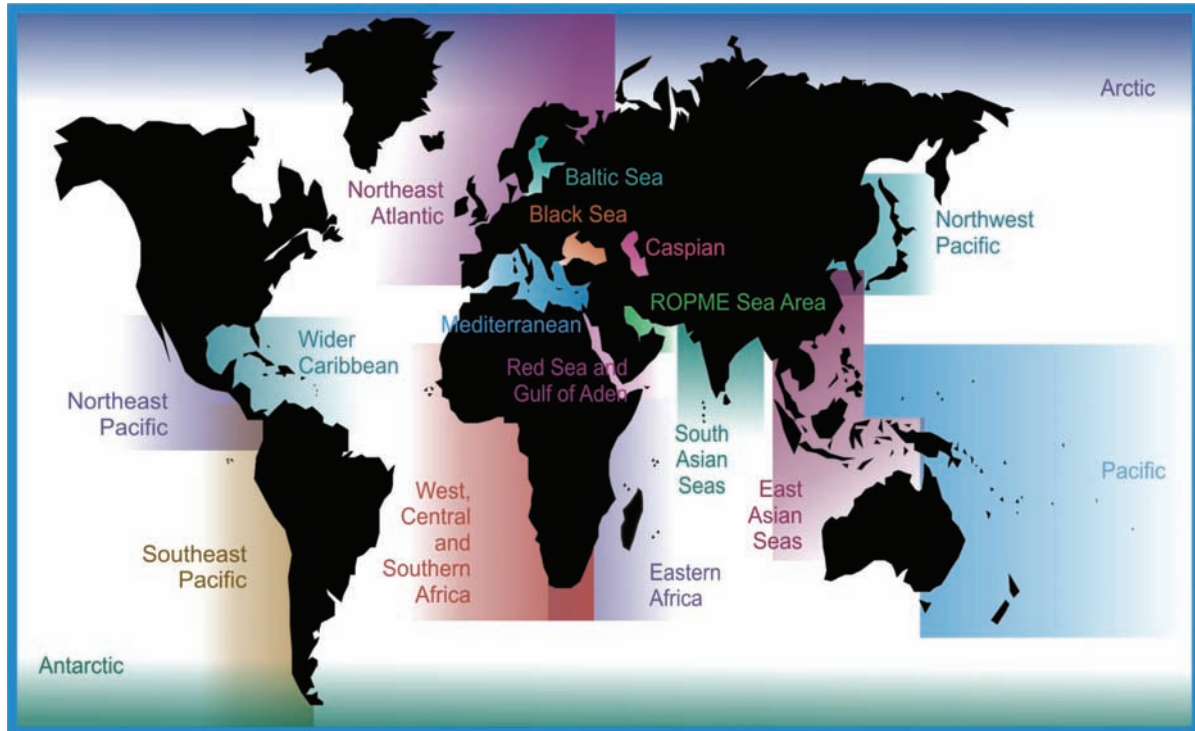 Arctic
Northeast
Atlantic
Baltic Sea
Black Sea
Caspian
Northwest
Pacific
ROPME Sea Area
Mediterranean
Wider
Caribbean
Red Sea and
Gulf of Aden
Northeast
Pacific
South
Asian
Seas
West,
Central
and
Southern
Africa
East
Asian
Seas
Pacific
Southeast
Pacific
Eastern
Africa
Antarctic